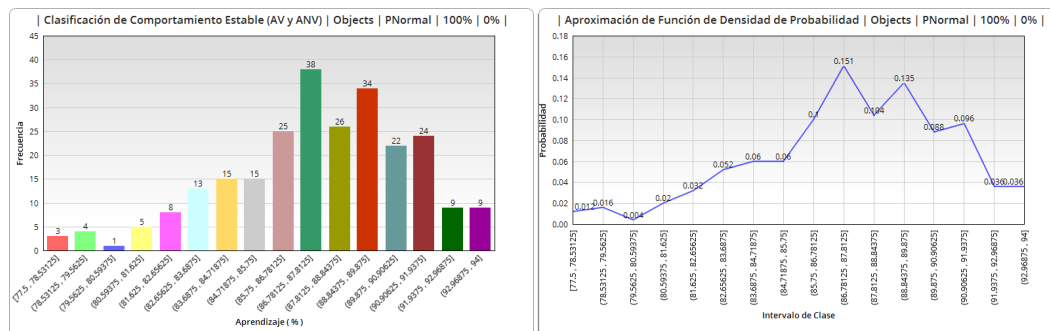 | Clasificación de Comportamiento Estable (AV y ANV) | Objects | PNormal | 100% | 0% |
45
40
35
30
25
20
15
10
5
0
Frecuencia
3
4
1
5
8
13
15
15
25
38
26
34
22
24
9
9
[77.5 , 78.53125]
(78.53125 , 79.5625]
(79.5625 , 80.59375]
(80.59375 , 81.625]
(81.625 , 82.65625]
(82.65625 , 83.6875]
(83.6875 , 84.71875]
(84.71875 , 85.75]
(85.75 , 86.78125]
(86.78125 , 87.8125]
(87.8125 , 88.84375]
(88.84375 , 89.875]
(89.875 , 90.90625]
(90.90625 , 91.9375]
(91.9375 , 92.96875]
(92.96875 , 94]
Aprendizaje ( % )
| Aproximación de Función de Densidad de Probabilidad | Objects | PNormal | 100% | 0% |
0.18
0.16
0.14
0.12
0.10
0.08
0.06
0.04
0.02
0.00
Probabilidad
0.012
0.016
0.004
0.02
0.032
0.052
0.06
0.06
0.1
0.151
0.104
0.135
0.088
0.096
0.036
0.036
[77.5 , 78.53125]
(78.53125 , 79.5625]
(79.5625 , 80.59375]
(80.59375 , 81.625]
(81.625 , 82.65625]
(82.65625 , 83.6875]
(83.6875 , 84.71875]
(84.71875 , 85.75]
(85.75 , 86.78125]
(86.78125 , 87.8125]
(87.8125 , 88.84375]
(88.84375 , 89.875]
(89.875 , 90.90625]
(90.90625 , 91.9375]
(91.9375 , 92.96875]
(92.96875 , 94]
Intervalo de Clase